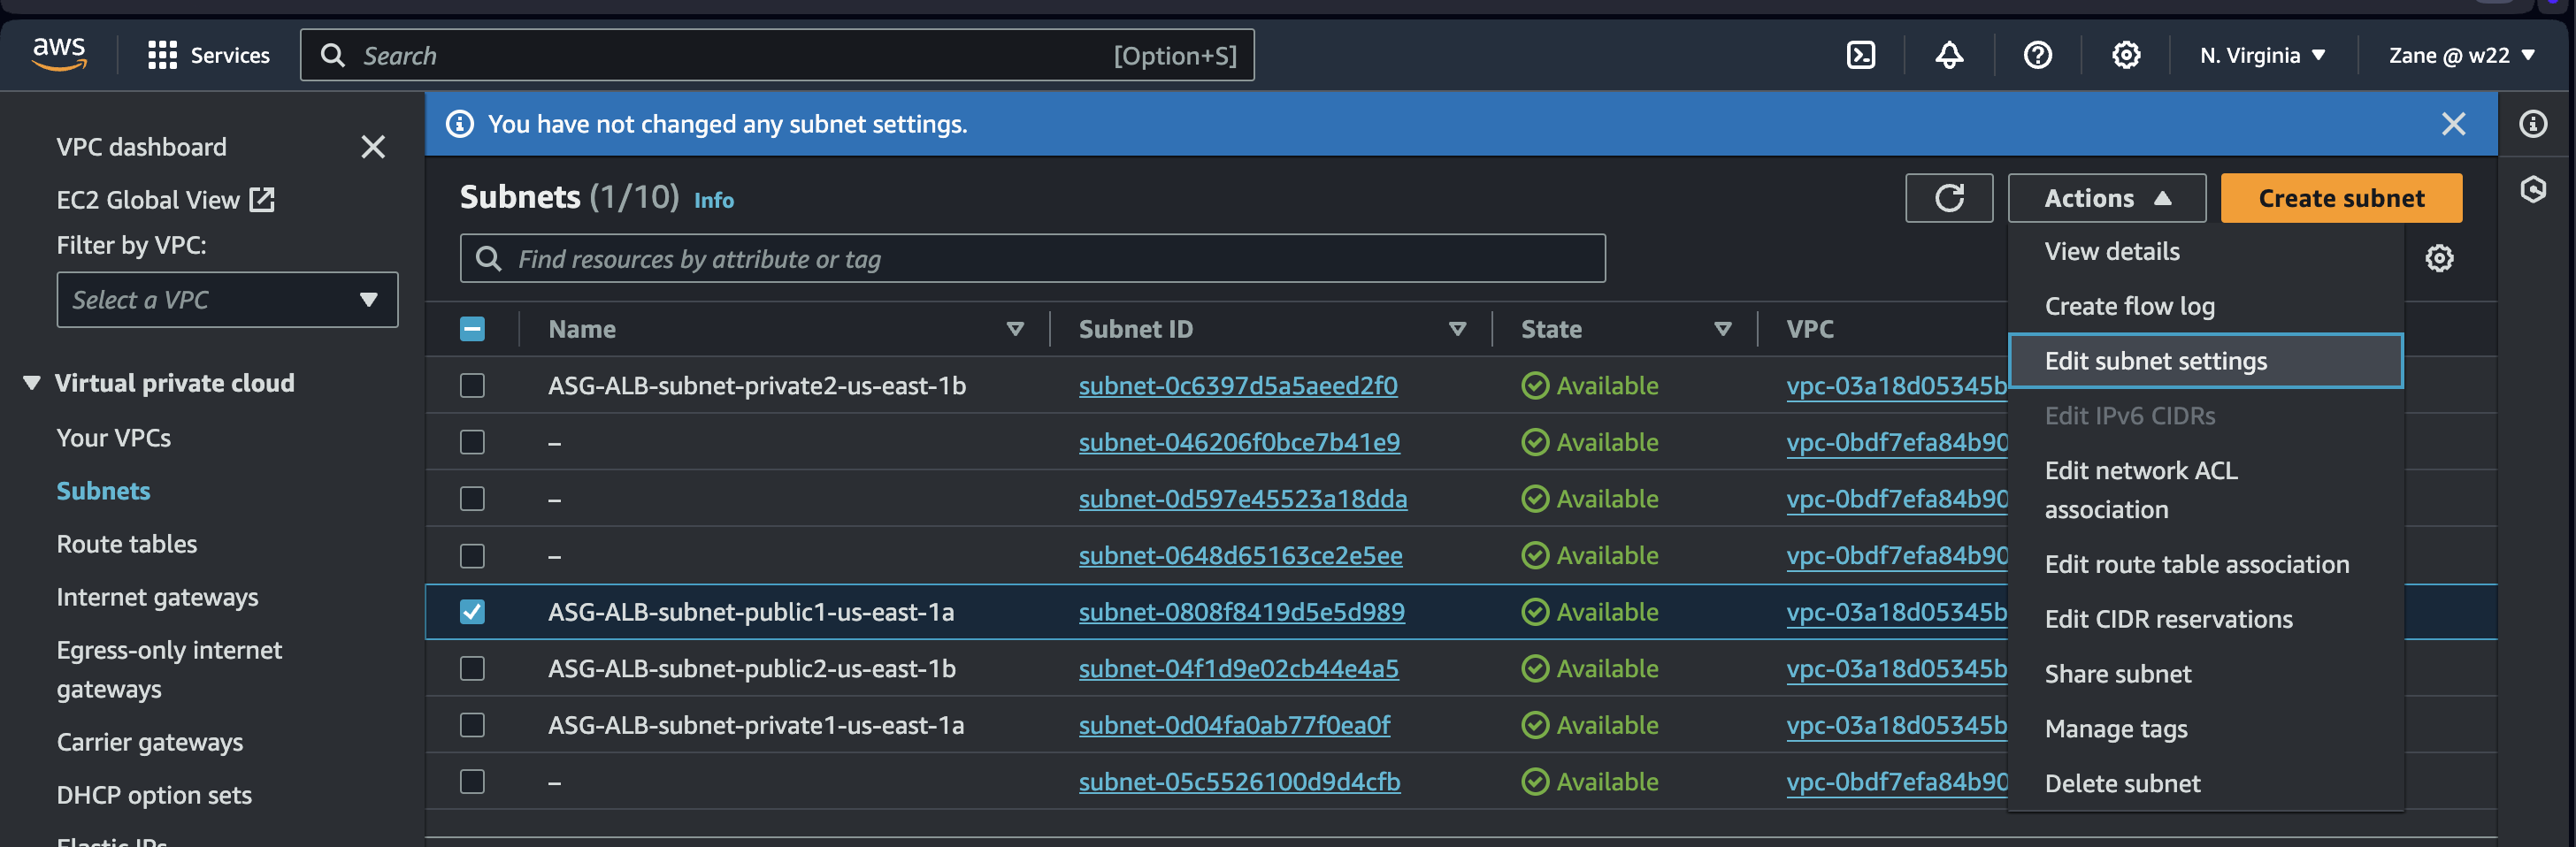 aws
Services
Search
[Option+S]
N. Virginia
Zane @ w22
VPC dashboard
EC2 Global View
Filter by VPC:
Select a VPC
Virtual private cloud
Your VPCs
Subnets
Route tables
Internet gateways
Egress-only internet
gateways
Carrier gateways
DHCP option sets
Elastic IPs
You have not changed any subnet settings.
Subnets (1/10) Info
Actions
Create subnet
Find resources by attribute or tag
Name Subnet ID State VPC
ASG-ALB-subnet-private2-us-east-1b subnet-0c6397d5a5aeed2f0 Available vpc-03a18d05345b
– subnet-046206f0bce7b41e9 Available vpc-0bdf7efa84b90
– subnet-0d597e45523a18dda Available vpc-0bdf7efa84b90
– subnet-0648d65163ce2e5ee Available vpc-0bdf7efa84b90
ASG-ALB-subnet-public1-us-east-1a subnet-0808f8419d5e5d989 Available vpc-03a18d05345b
ASG-ALB-subnet-public2-us-east-1b subnet-04f1d9e02cb44e4a5 Available vpc-03a18d05345b
ASG-ALB-subnet-private1-us-east-1a subnet-0d04fa0ab77f0ea0f Available vpc-03a18d05345b
– subnet-05c5526100d9d4cfb Available vpc-0bdf7efa84b90
View details
Create flow log
Edit subnet settings
Edit IPv6 CIDRs
Edit network ACL
association
Edit route table association
Edit CIDR reservations
Share subnet
Manage tags
Delete subnet